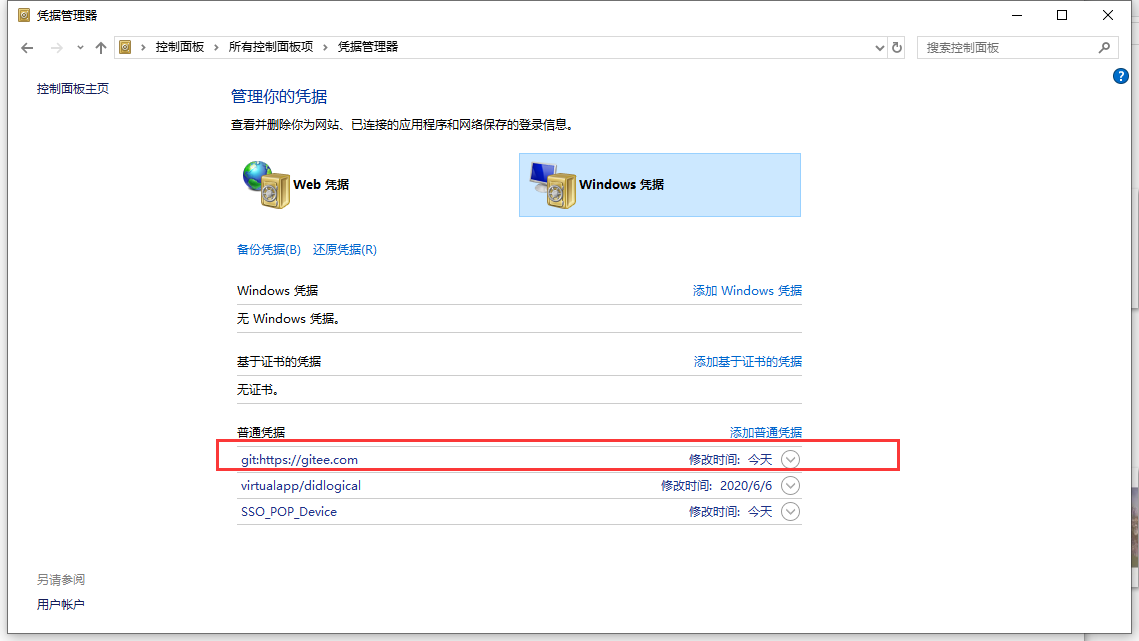 凭据管理器
控制面板 › 所有控制面板项 › 凭据管理器
搜索控制面板
?
控制面板主页
管理你的凭据
查看并删除你为网站、已连接的应用程序和网络保存的登录信息。
Web 凭据
Windows 凭据
备份凭据(B) 还原凭据(R)
Windows 凭据 添加 Windows 凭据
无 Windows 凭据。
基于证书的凭据 添加基于证书的凭据
无证书。
普通凭据 添加普通凭据
git:https://gitee.com 修改时间: 今天
virtualapp/didlogical 修改时间: 2020/6/6
SSO_POP_Device 修改时间: 今天
另请参阅
用户帐户